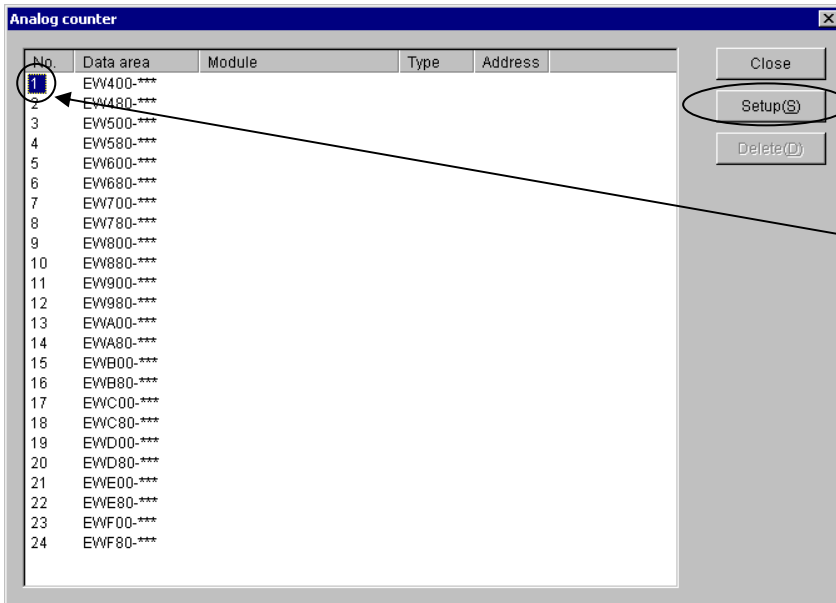 Analog counter
No. Data area Module Type Address
1 EW400-***
2 EW480-***
3 EW500-***
4 EW580-***
5 EW600-***
6 EW680-***
7 EW700-***
8 EW780-***
9 EW800-***
10 EW880-***
11 EW900-***
12 EW980-***
13 EWA00-***
14 EWA80-***
15 EWB00-***
16 EWB80-***
17 EWC00-***
18 EWC80-***
19 EWD00-***
20 EWD80-***
21 EWE00-***
22 EWE80-***
23 EWF00-***
24 EWF80-***
Close
Setup(S)
Delete(D)